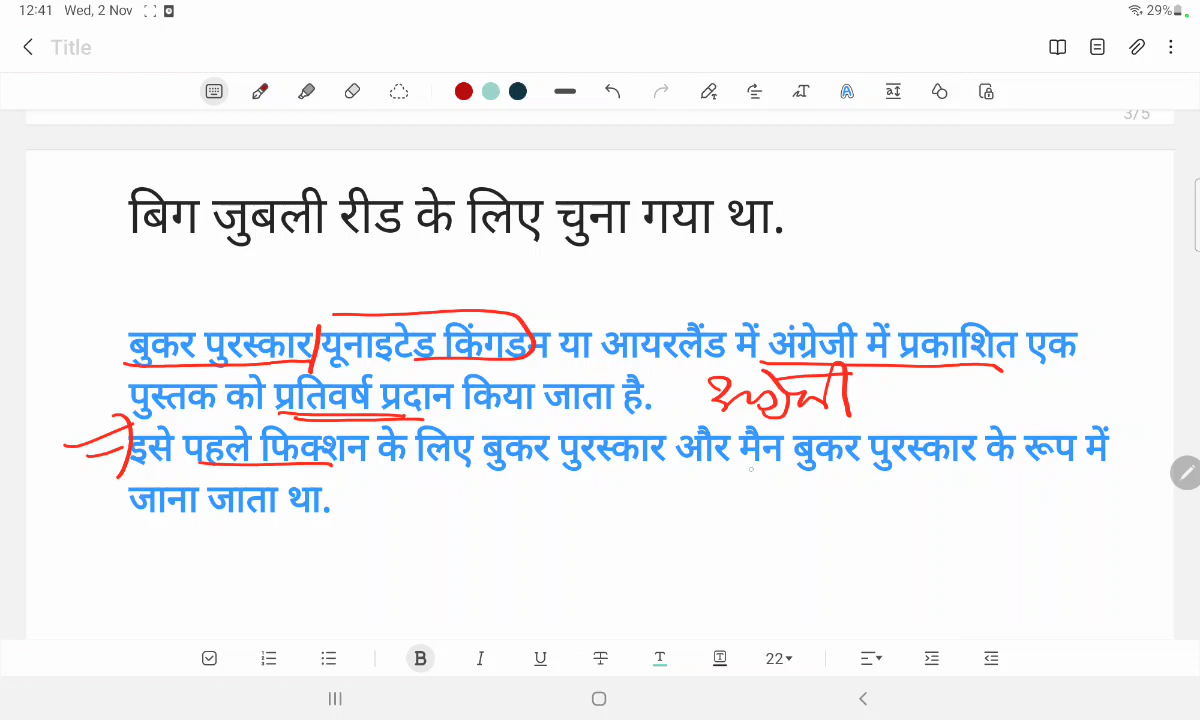 12:41 Wed, 2 Nov 29%
Title
3/5
बिग जुबली रीड के लिए चुना गया था.
बुकर पुरस्कार यूनाइटेड किंगडम या आयरलैंड में अंग्रेजी में प्रकाशित एक
पुस्तक को प्रतिवर्ष प्रदान किया जाता है.
इसे पहले फिक्शन के लिए बुकर पुरस्कार और मैन बुकर पुरस्कार के रूप में
जाना जाता था.
B I U T T 22